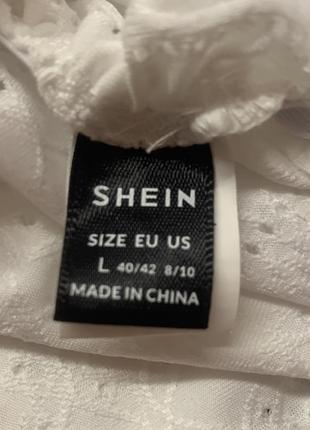 SHEIN
SIZE EU US
L 40/42 8/10
MADE IN CHINA